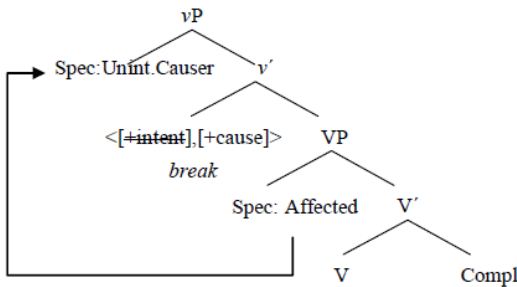 vP
Spec:Unint.Causer v´
<[+intent],[+cause]> VP
break
Spec: Affected V´
V Compl